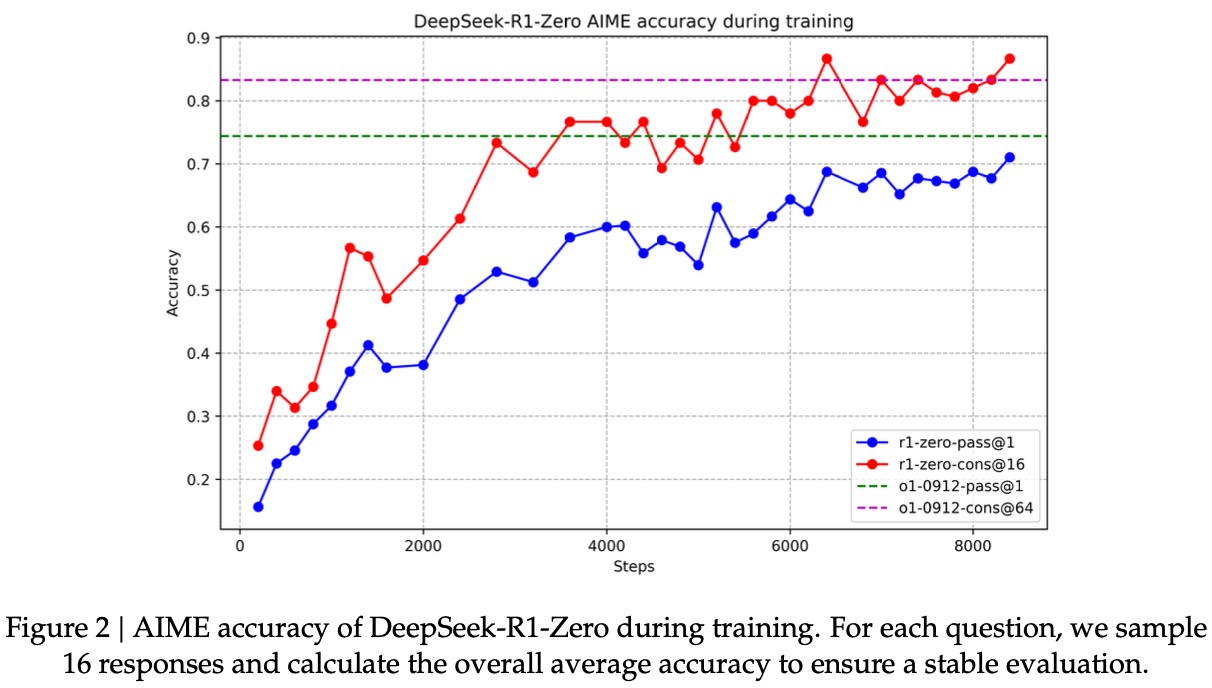 DeepSeek-R1-Zero AIME accuracy during training
0.9
0.8
0.7
0.6
0.5
0.4
0.3
0.2
Accuracy
0 2000 4000 6000 8000
Steps
r1-zero-pass@1
r1-zero-cons@16
o1-0912-pass@1
o1-0912-cons@64
Figure 2 | AIME accuracy of DeepSeek-R1-Zero during training. For each question, we sample
16 responses and calculate the overall average accuracy to ensure a stable evaluation.